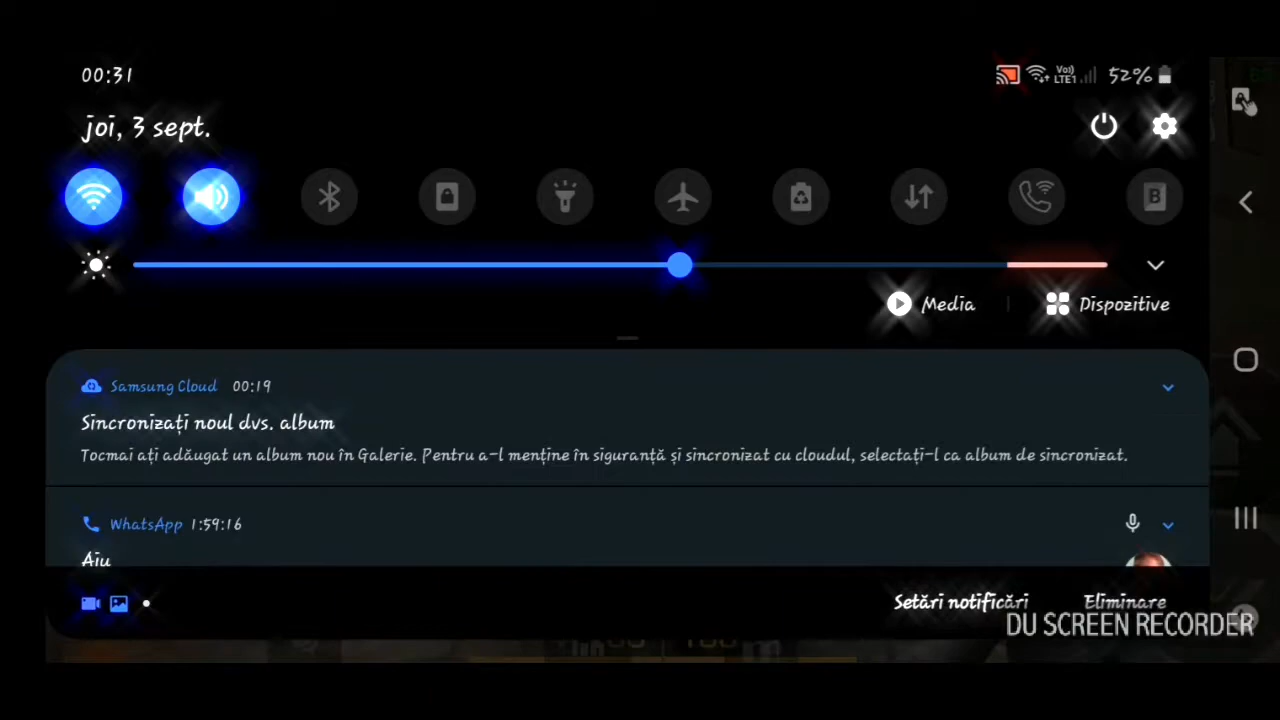 00:31
Vo)) LTE1 52%
joi, 3 sept.
B
Media | Dispozitive
Samsung Cloud 00:19
Sincronizați noul dvs. album
Tocmai ați adăugat un album nou în Galerie. Pentru a-l menține în siguranță și sincronizat cu cloudul, selectați-l ca album de sincronizat.
WhatsApp 1:59:16
Aiu
Setări notificări Eliminare
DU SCREEN RECORDER